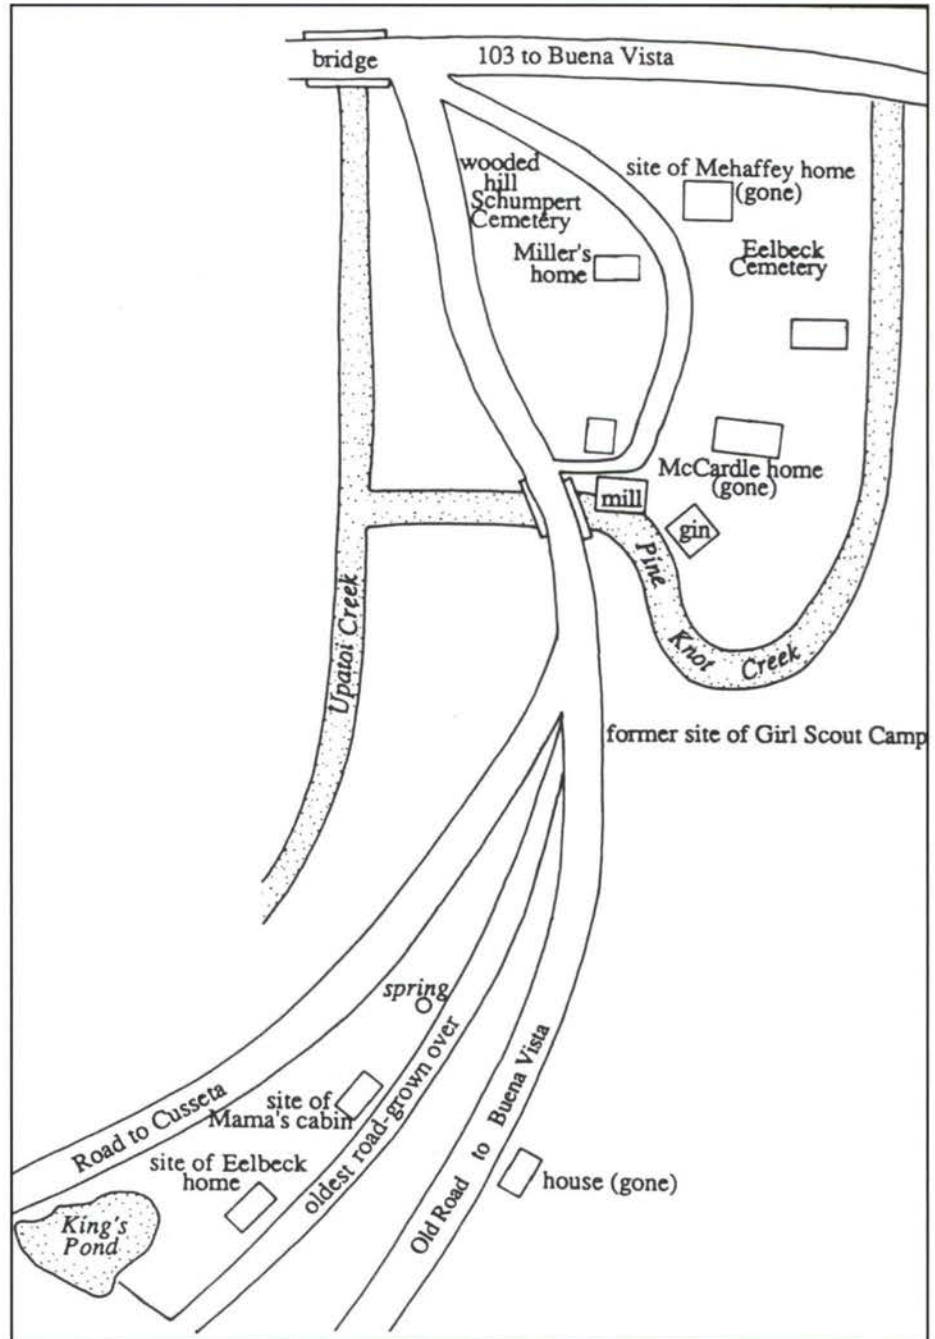 bridge
103 to Buena Vista
wooded
hill
Schumpert
Cemetery
site of Mehaffey home
(gone)
Miller's
home
Eelbeck
Cemetery
McCardle home
(gone)
mill
gin
Pine
Knot
Creek
Upatoi Creek
former site of Girl Scout Camp
spring
Road to Cusseta
site of
Mama's cabin
oldest road-grown over
Old Road to Buena Vista
site of Eelbeck
home
house (gone)
King's
Pond